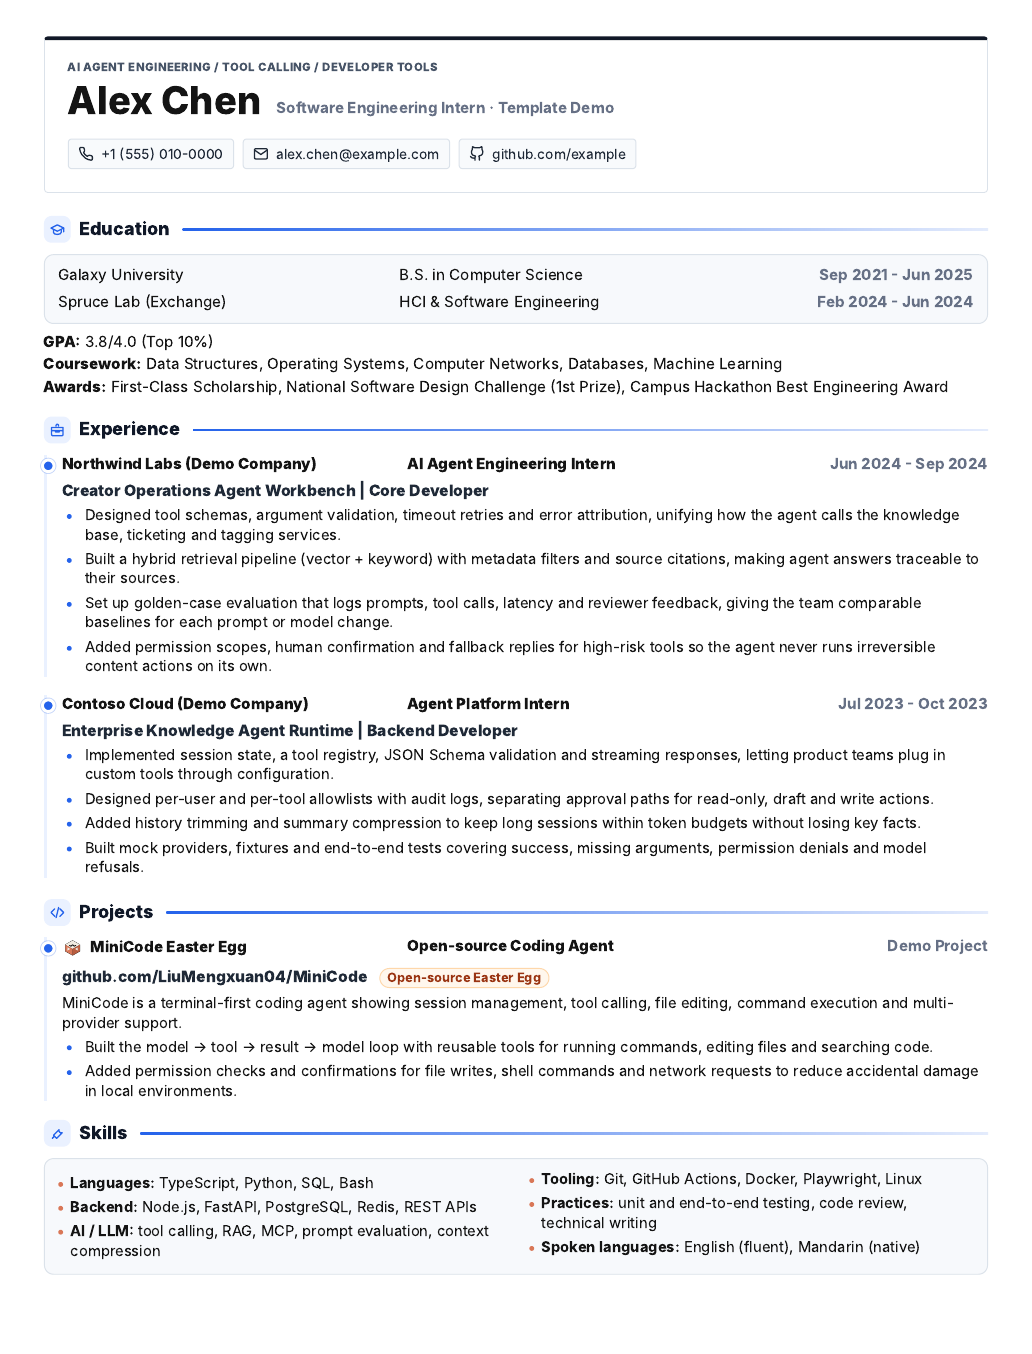 AI AGENT ENGINEERING / TOOL CALLING / DEVELOPER TOOLS
Alex Chen Software Engineering Intern · Template Demo
+1 (555) 010-0000 alex.chen@example.com github.com/example
Education
Galaxy University B.S. in Computer Science Sep 2021 - Jun 2025
Spruce Lab (Exchange) HCI & Software Engineering Feb 2024 - Jun 2024
GPA: 3.8/4.0 (Top 10%)
Coursework: Data Structures, Operating Systems, Computer Networks, Databases, Machine Learning
Awards: First-Class Scholarship, National Software Design Challenge (1st Prize), Campus Hackathon Best Engineering Award
Experience
Northwind Labs (Demo Company) AI Agent Engineering Intern Jun 2024 - Sep 2024
Creator Operations Agent Workbench | Core Developer
• Designed tool schemas, argument validation, timeout retries and error attribution, unifying how the agent calls the knowledge
base, ticketing and tagging services.
• Built a hybrid retrieval pipeline (vector + keyword) with metadata filters and source citations, making agent answers traceable to
their sources.
• Set up golden-case evaluation that logs prompts, tool calls, latency and reviewer feedback, giving the team comparable
baselines for each prompt or model change.
• Added permission scopes, human confirmation and fallback replies for high-risk tools so the agent never runs irreversible
content actions on its own.
Contoso Cloud (Demo Company) Agent Platform Intern Jul 2023 - Oct 2023
Enterprise Knowledge Agent Runtime | Backend Developer
• Implemented session state, a tool registry, JSON Schema validation and streaming responses, letting product teams plug in
custom tools through configuration.
• Designed per-user and per-tool allowlists with audit logs, separating approval paths for read-only, draft and write actions.
• Added history trimming and summary compression to keep long sessions within token budgets without losing key facts.
• Built mock providers, fixtures and end-to-end tests covering success, missing arguments, permission denials and model
refusals.
Projects
MiniCode Easter Egg Open-source Coding Agent Demo Project
github.com/LiuMengxuan04/MiniCode Open-source Easter Egg
MiniCode is a terminal-first coding agent showing session management, tool calling, file editing, command execution and multi-
provider support.
• Built the model → tool → result → model loop with reusable tools for running commands, editing files and searching code.
• Added permission checks and confirmations for file writes, shell commands and network requests to reduce accidental damage
in local environments.
Skills
• Languages: TypeScript, Python, SQL, Bash
• Backend: Node.js, FastAPI, PostgreSQL, Redis, REST APIs
• AI / LLM: tool calling, RAG, MCP, prompt evaluation, context
compression
• Tooling: Git, GitHub Actions, Docker, Playwright, Linux
• Practices: unit and end-to-end testing, code review,
technical writing
• Spoken languages: English (fluent), Mandarin (native)